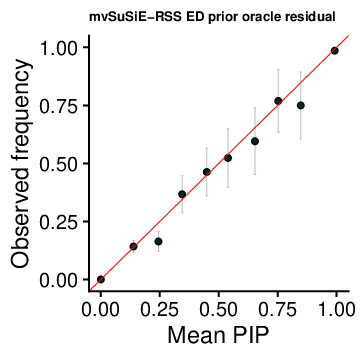 mvSuSiE−RSS ED prior oracle residual
Observed frequency
1.00
0.75
0.50
0.25
0.00
0.00 0.25 0.50 0.75 1.00
Mean PIP